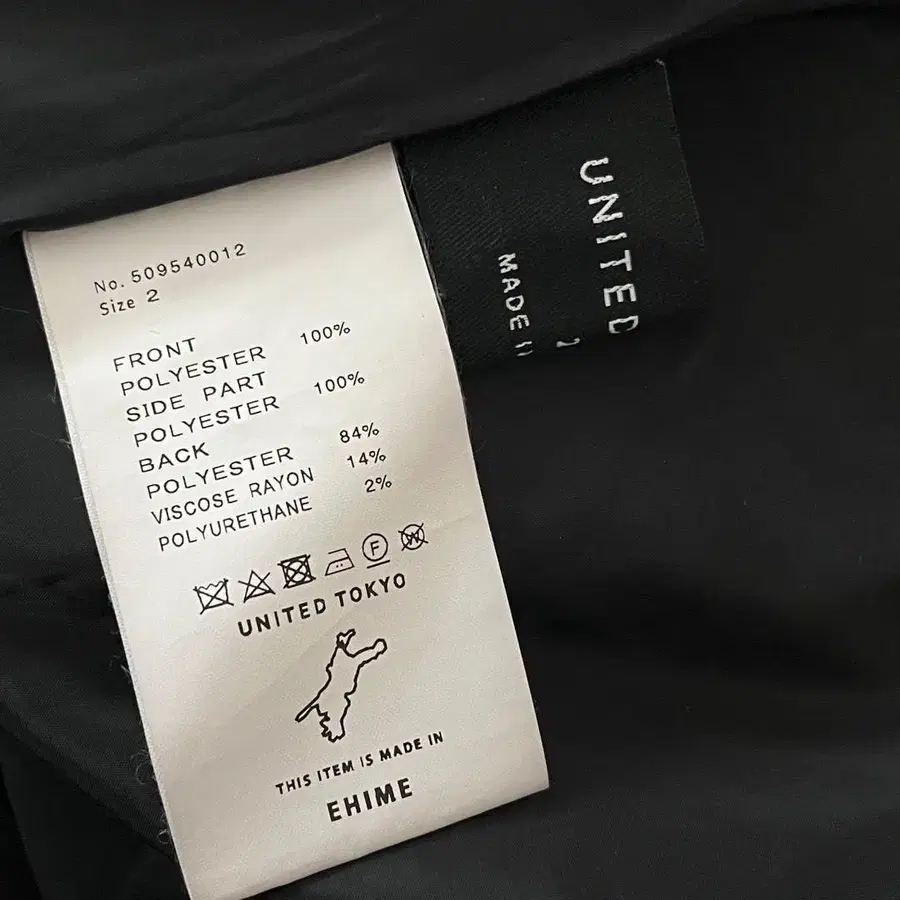 No. 509540012
Size 2
FRONT
POLYESTER 100%
SIDE PART
POLYESTER 100%
BACK
POLYESTER 84%
VISCOSE RAYON 14%
POLYURETHANE 2%
F
W
UNITED TOKYO
THIS ITEM IS MADE IN
EHIME
UNITED
MADE